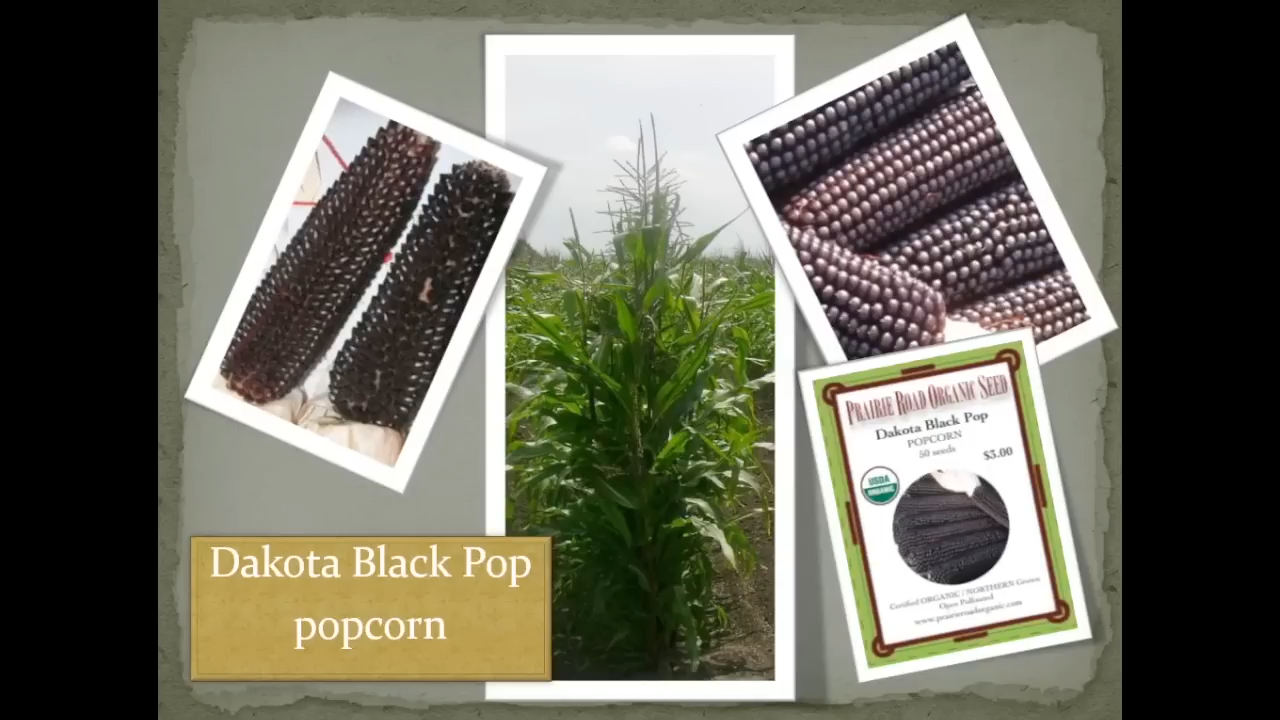 Dakota Black Pop
popcorn
PRAIRIE ROAD ORGANIC SEED
Dakota Black Pop
POPCORN
50 seeds
$3.00
USDA
ORGANIC
Certified ORGANIC / NORTHERN Grown
Open Pollinated
www.prairieroadorganic.com